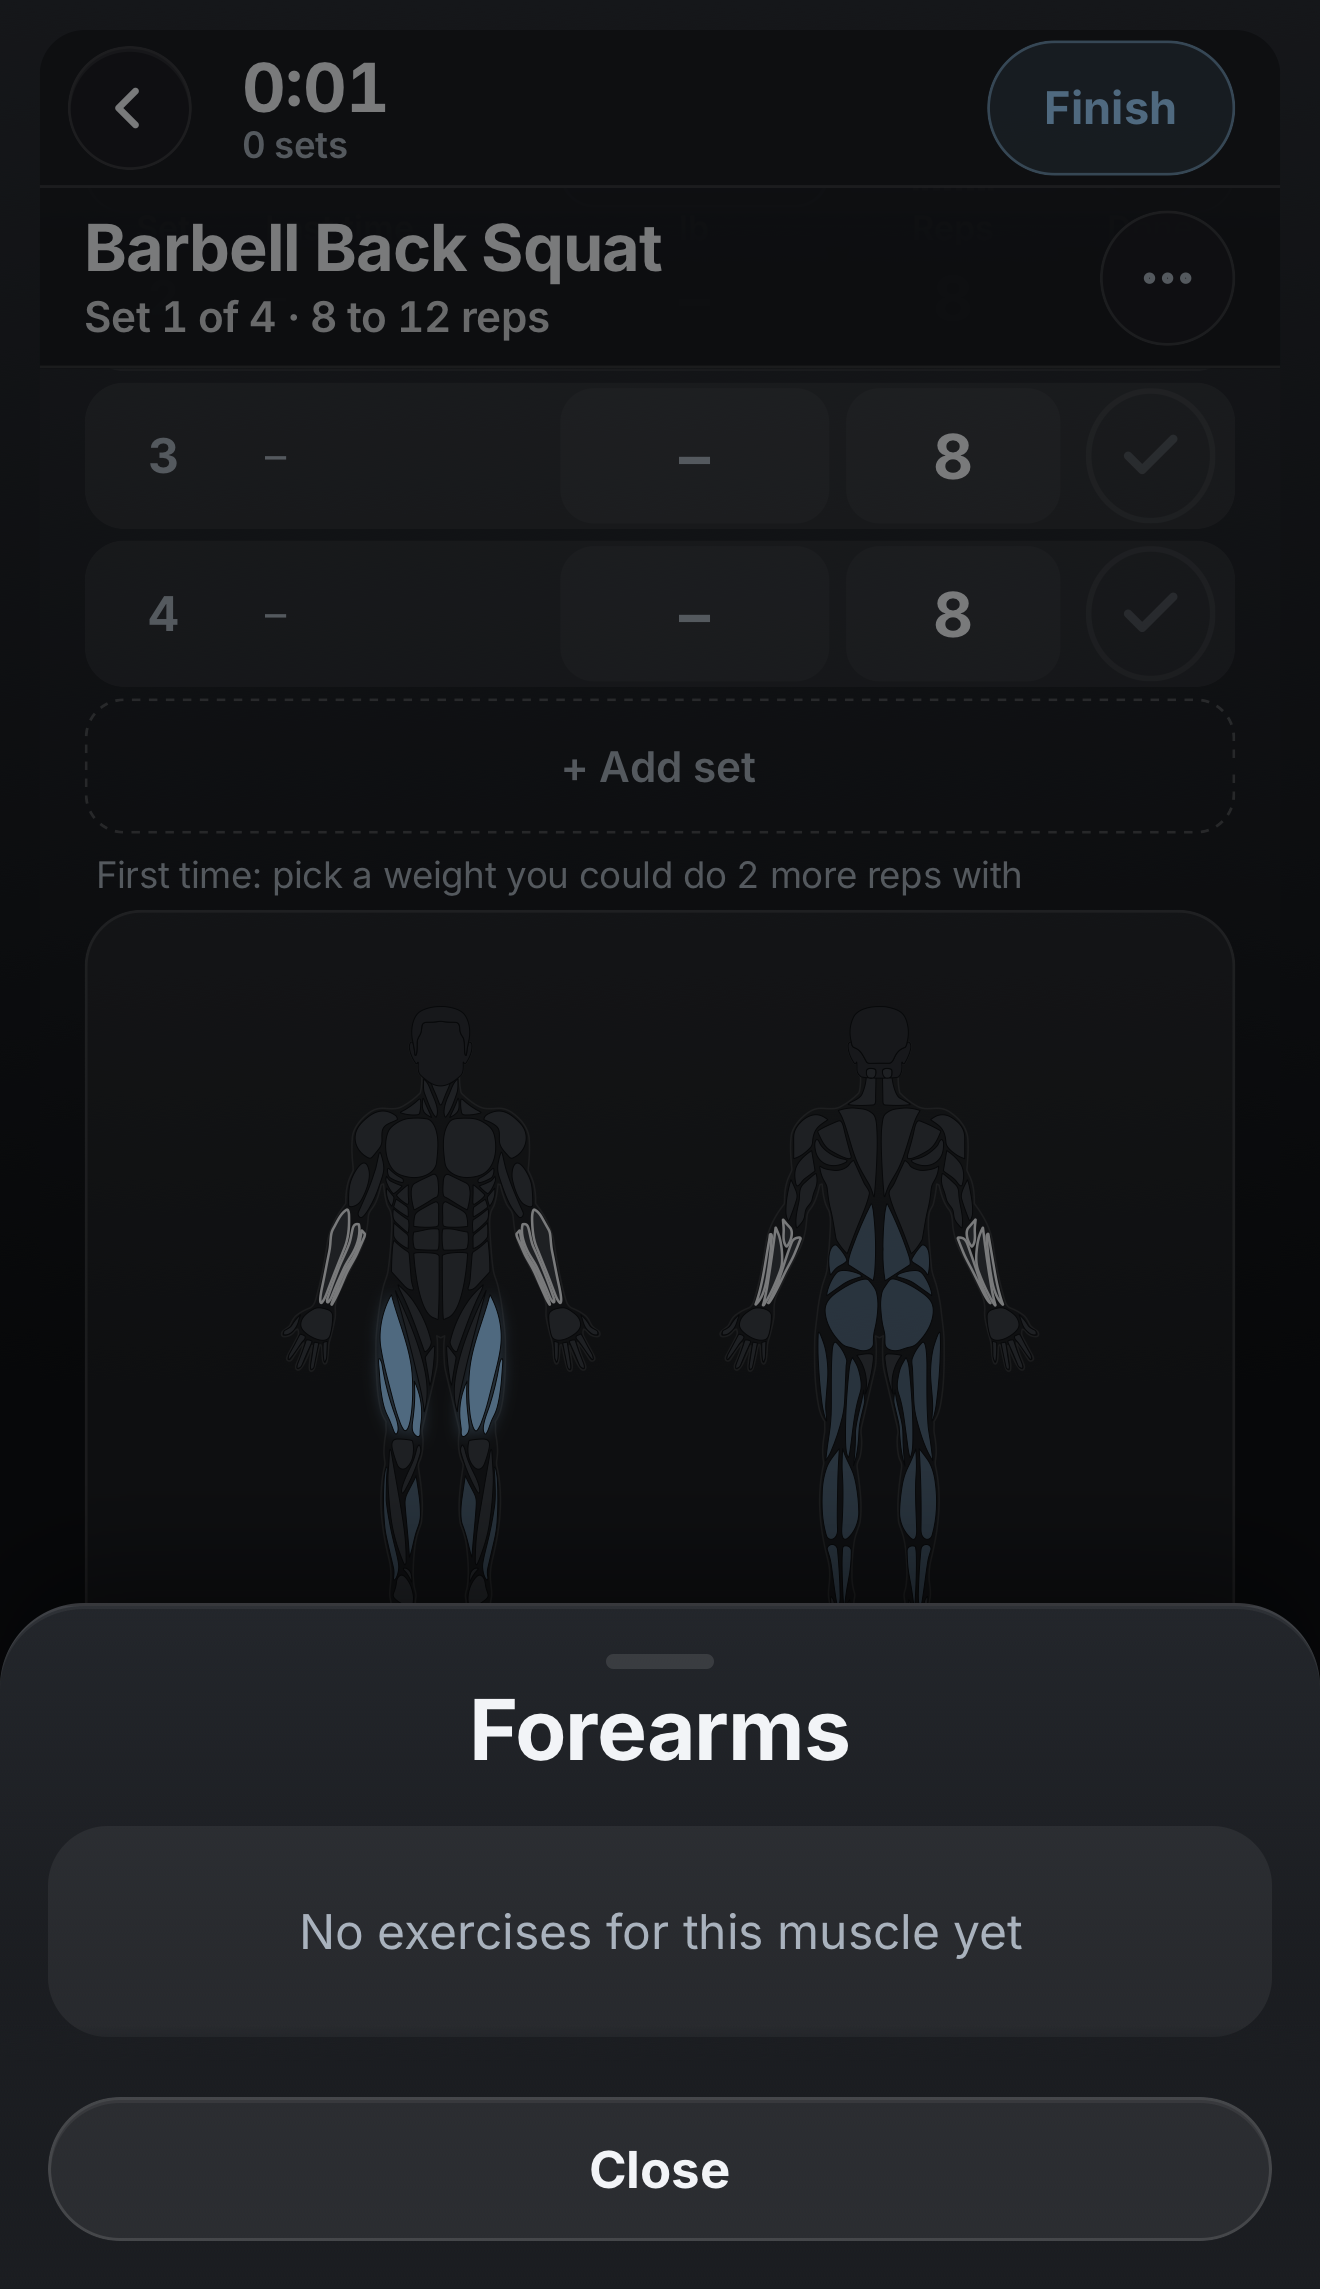 0:01
0 sets
Finish
Barbell Back Squat
Set 1 of 4 · 8 to 12 reps
3 – – 8
4 – – 8
+ Add set
First time: pick a weight you could do 2 more reps with
Forearms
No exercises for this muscle yet
Close